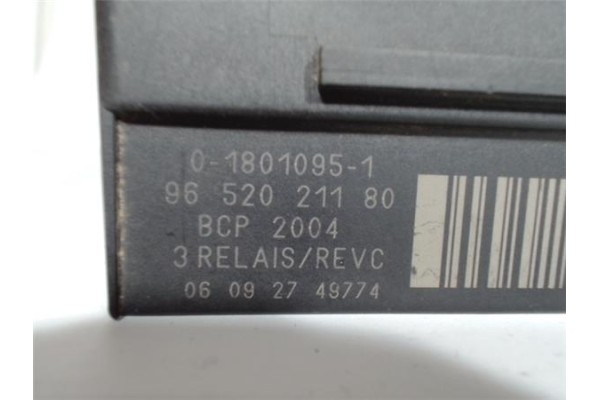 0-1801095-1
96 520 211 80
BCP 2004
3 RELAIS/REVC
06 09 27 49774